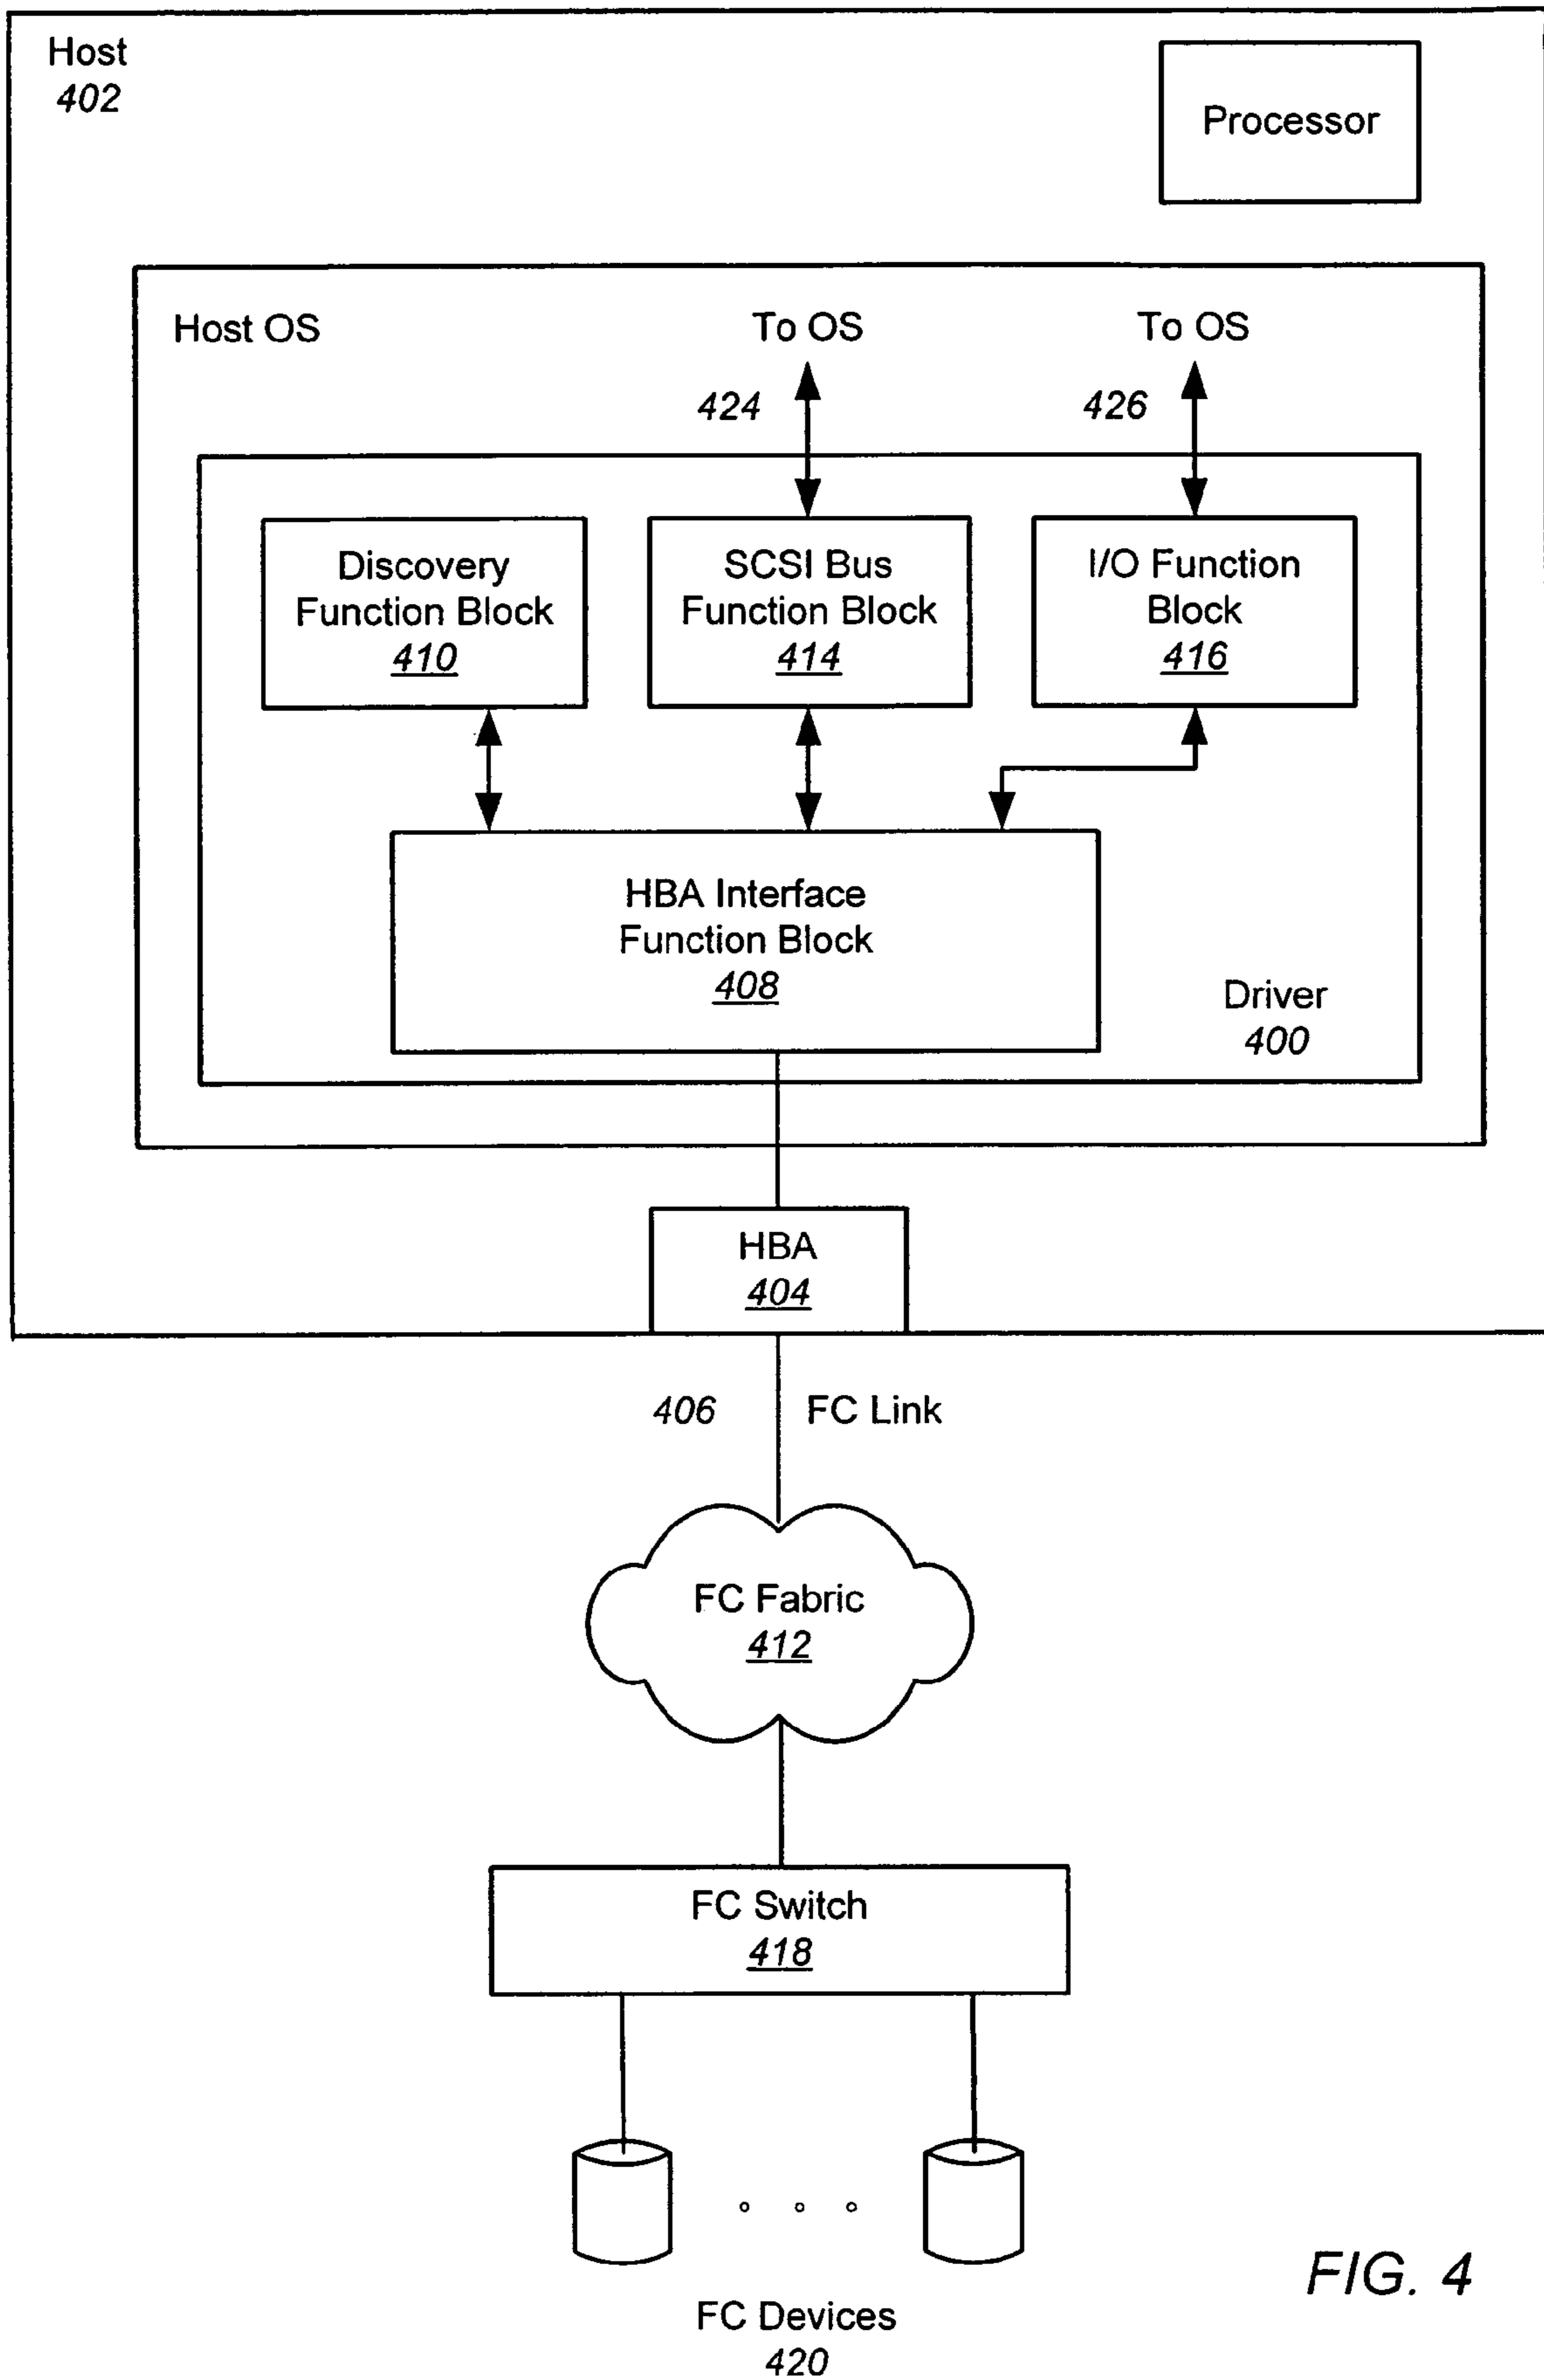 Host
402
Processor
Host OS
To OS
To OS
424
426
Discovery
Function Block
410
SCSI Bus
Function Block
414
I/O Function
Block
416
HBA Interface
Function Block
408
Driver
400
HBA
404
406
FC Link
FC Fabric
412
FC Switch
418
FC Devices
420
FIG. 4